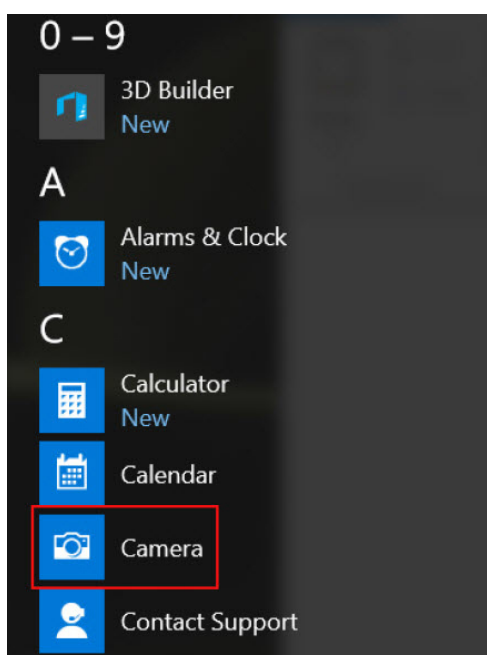 0 – 9
3D Builder
New
A
Alarms & Clock
New
C
Calculator
New
Calendar
Camera
Contact Support